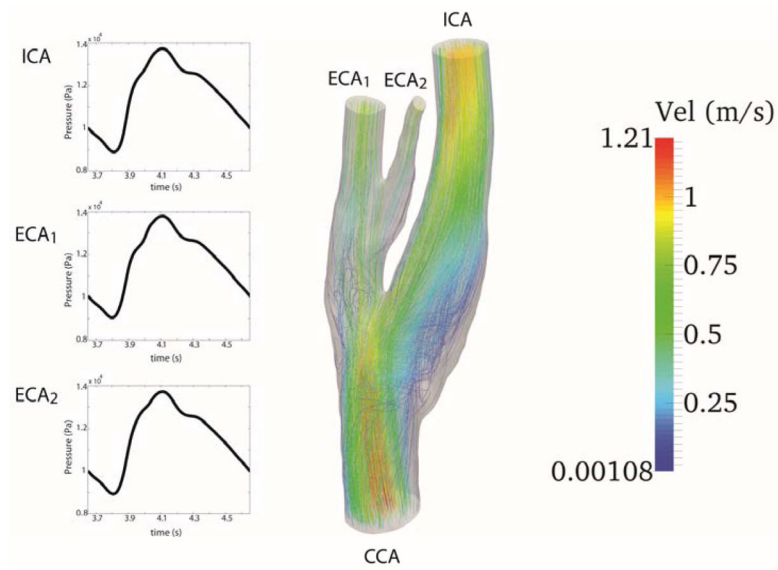 ICA
x 10⁴
1.4
1.2
1
0.8
Pressure (Pa)
3.7 3.9 4.1 4.3 4.5
time (s)
ECA1
x 10⁴
1.4
1.2
1
0.8
Pressure (Pa)
3.7 3.9 4.1 4.3 4.5
time (s)
ECA2
x 10⁴
1.4
1.2
1
0.8
Pressure (Pa)
3.7 3.9 4.1 4.3 4.5
time (s)
ICA
ECA1 ECA2
CCA
Vel (m/s)
1.21
1
0.75
0.5
0.25
0.00108